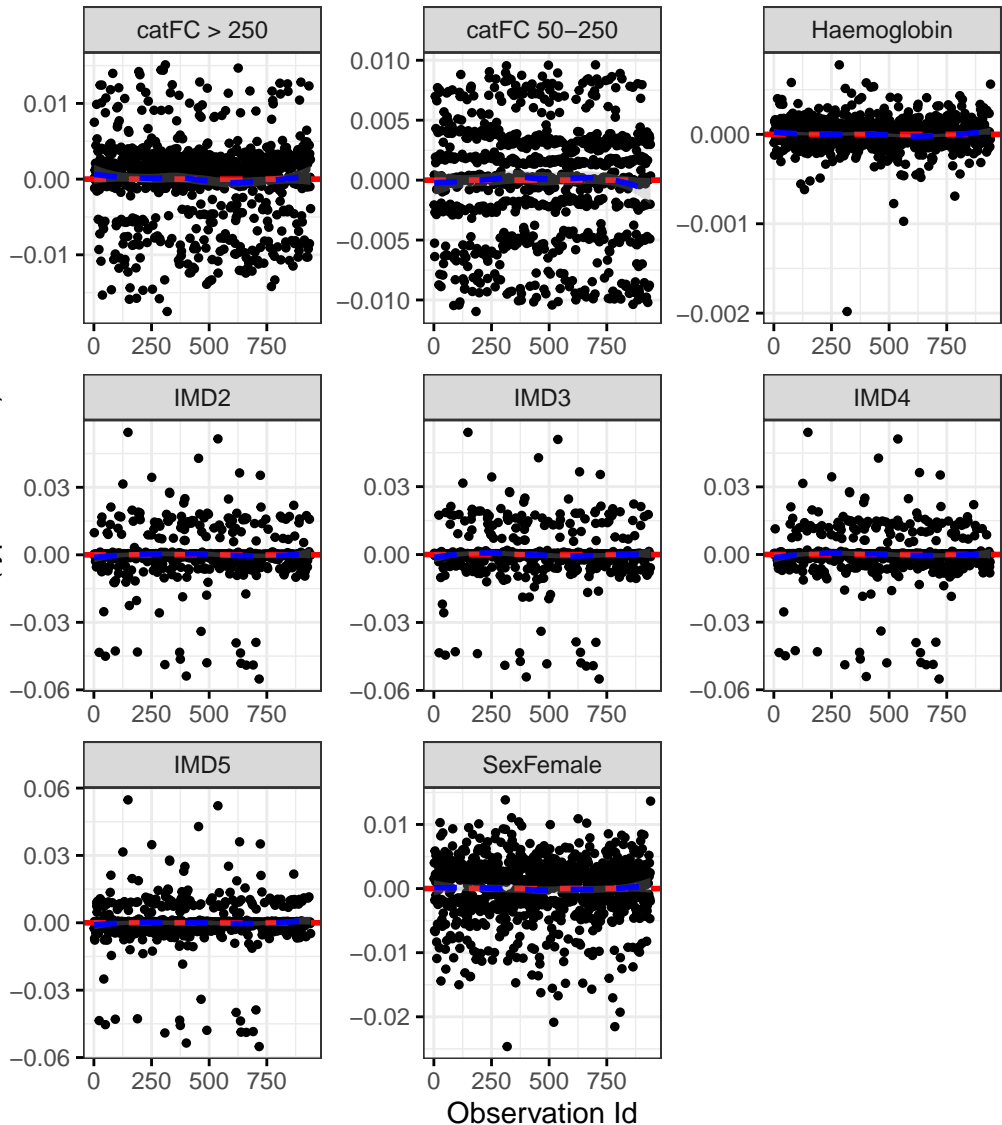 catFC > 250 catFC 50−250 Haemoglobin
0.01 0.00 −0.01
0.010 0.005 0.000 −0.005 −0.010
0.000 −0.001 −0.002
0 250 500 750 0 250 500 750 0 250 500 750
IMD2 IMD3 IMD4
0.03 0.00 −0.03 −0.06
0.03 0.00 −0.03 −0.06
0.03 0.00 −0.03 −0.06
0 250 500 750 0 250 500 750 0 250 500 750
IMD5 SexFemale
0.06 0.03 0.00 −0.03 −0.06
0.01 0.00 −0.01 −0.02
0 250 500 750 0 250 500 750
Observation Id